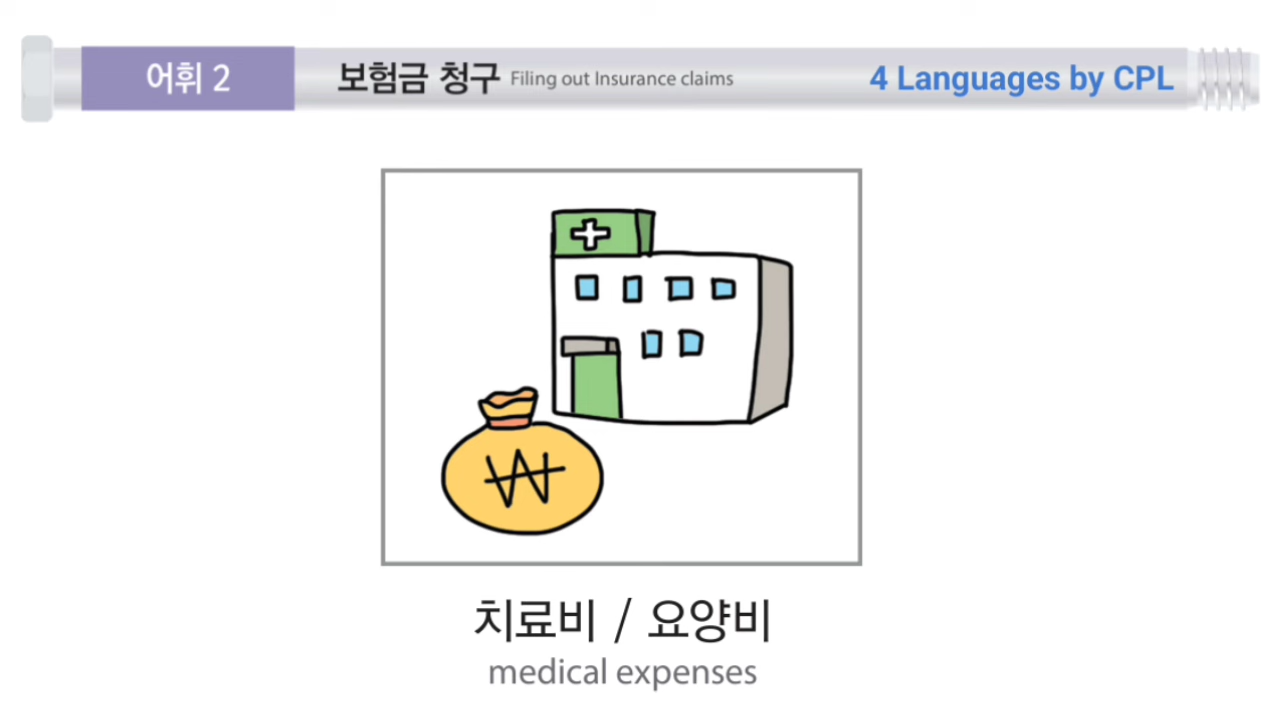 어휘 2
보험금 청구 Filing out Insurance claims
4 Languages by CPL
₩
치료비 / 요양비
medical expenses